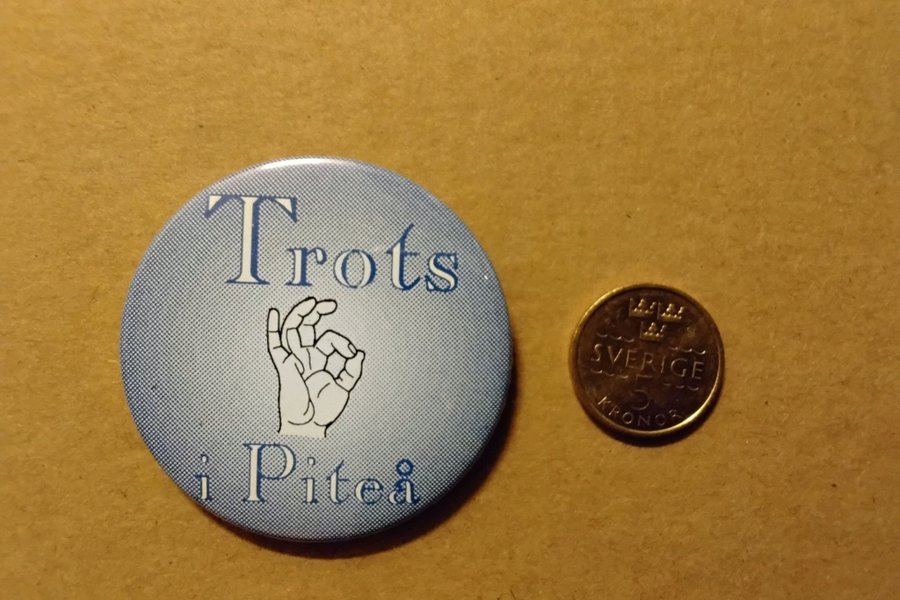 Trots
i Piteå
SVERIGE
5
KRONOR